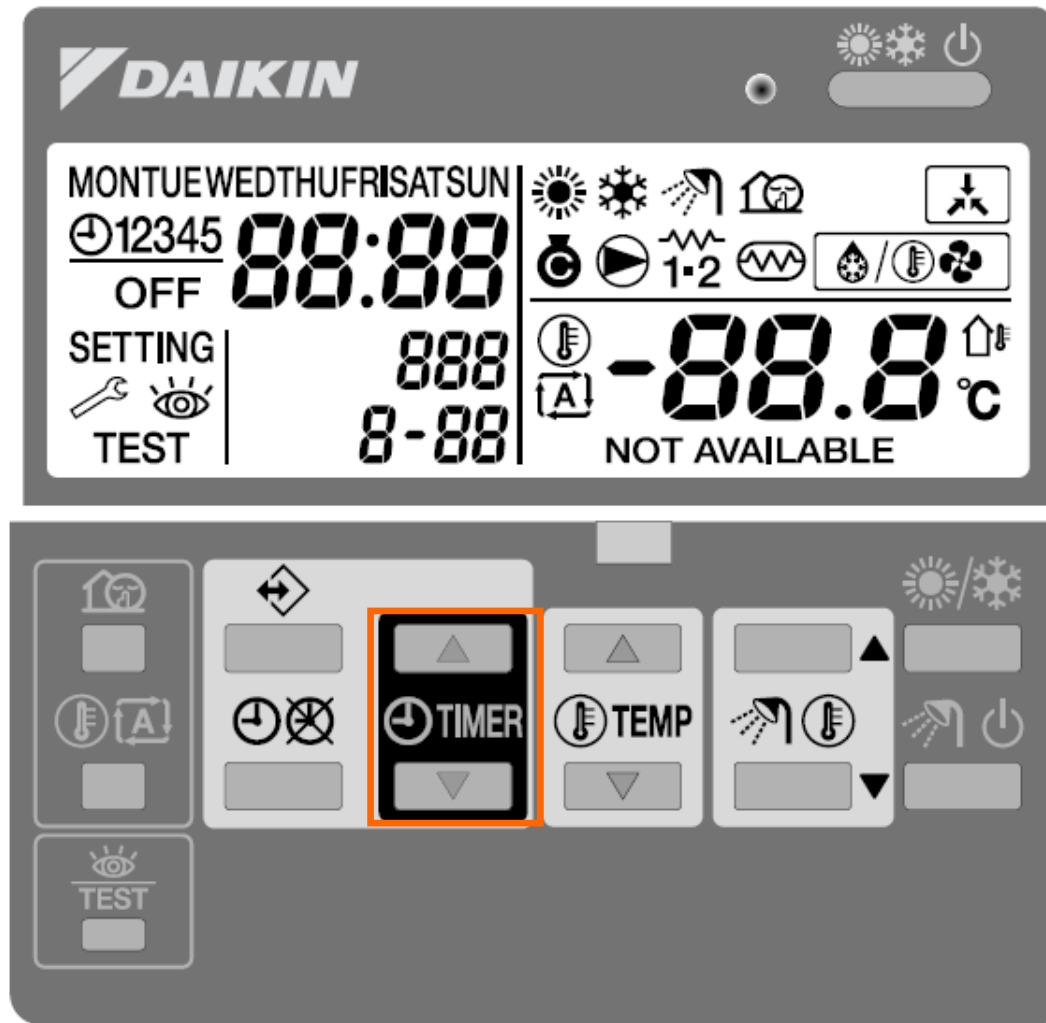 DAIKIN
MONTUEWEDTHUFRISATSUN
12345 88:88
OFF
C 1▪2
SETTING 888
A -88.8 °C
TEST 8-88
NOT AVAILABLE
A TIMER TEMP
TEST